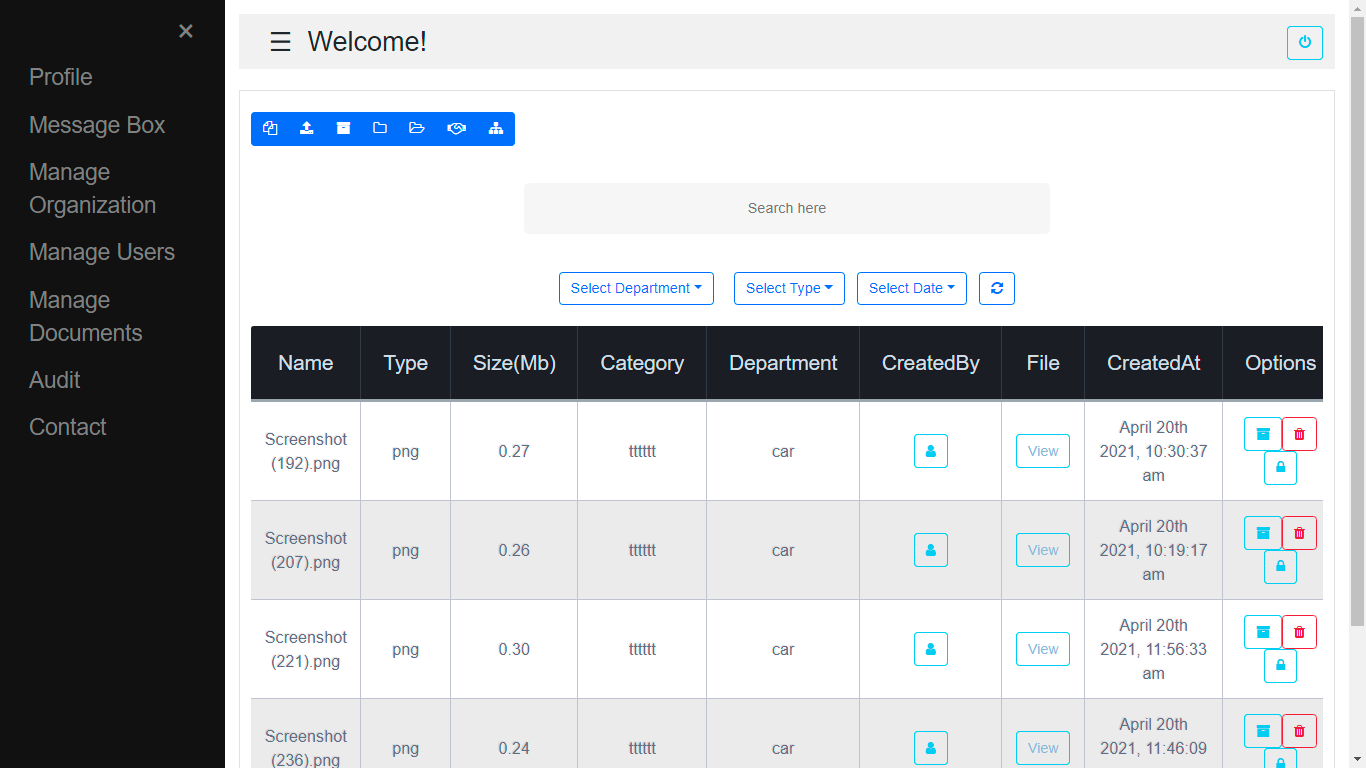 ×
Profile
Message Box
Manage
Organization
Manage Users
Manage
Documents
Audit
Contact
☰ Welcome!
Search here
Select Department Select Type Select Date
Name Type Size(Mb) Category Department CreatedBy File CreatedAt Options
Screenshot
(192).png
png
0.27
tttttt
car
View
April 20th
2021, 10:30:37
am
Screenshot
(207).png
png
0.26
tttttt
car
View
April 20th
2021, 10:19:17
am
Screenshot
(221).png
png
0.30
tttttt
car
View
April 20th
2021, 11:56:33
am
Screenshot
(236).png
png
0.24
tttttt
car
View
April 20th
2021, 11:46:09